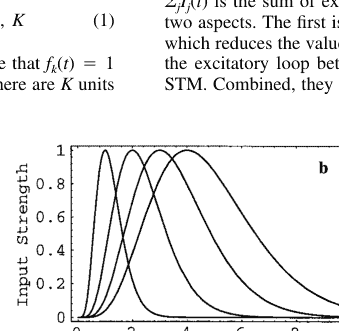 , K (1)
e that fk(t) = 1
here are K units
ΣjIj(t) is the sum of ex
two aspects. The first is
which reduces the value
the excitatory loop bet
STM. Combined, they
b
Input Strength
1
0.8
0.6
0.4
0.2
0
0 2 4 6 8